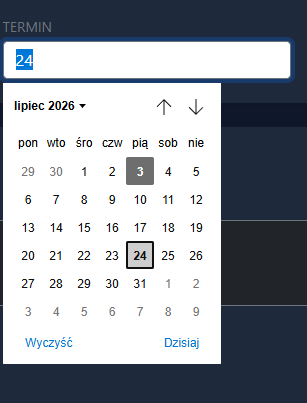 TERMIN
24
lipiec 2026
pon wto śro czw pią sob nie
29 30 1 2 3 4 5
6 7 8 9 10 11 12
13 14 15 16 17 18 19
20 21 22 23 24 25 26
27 28 29 30 31 1 2
3 4 5 6 7 8 9
Wyczyść Dzisiaj